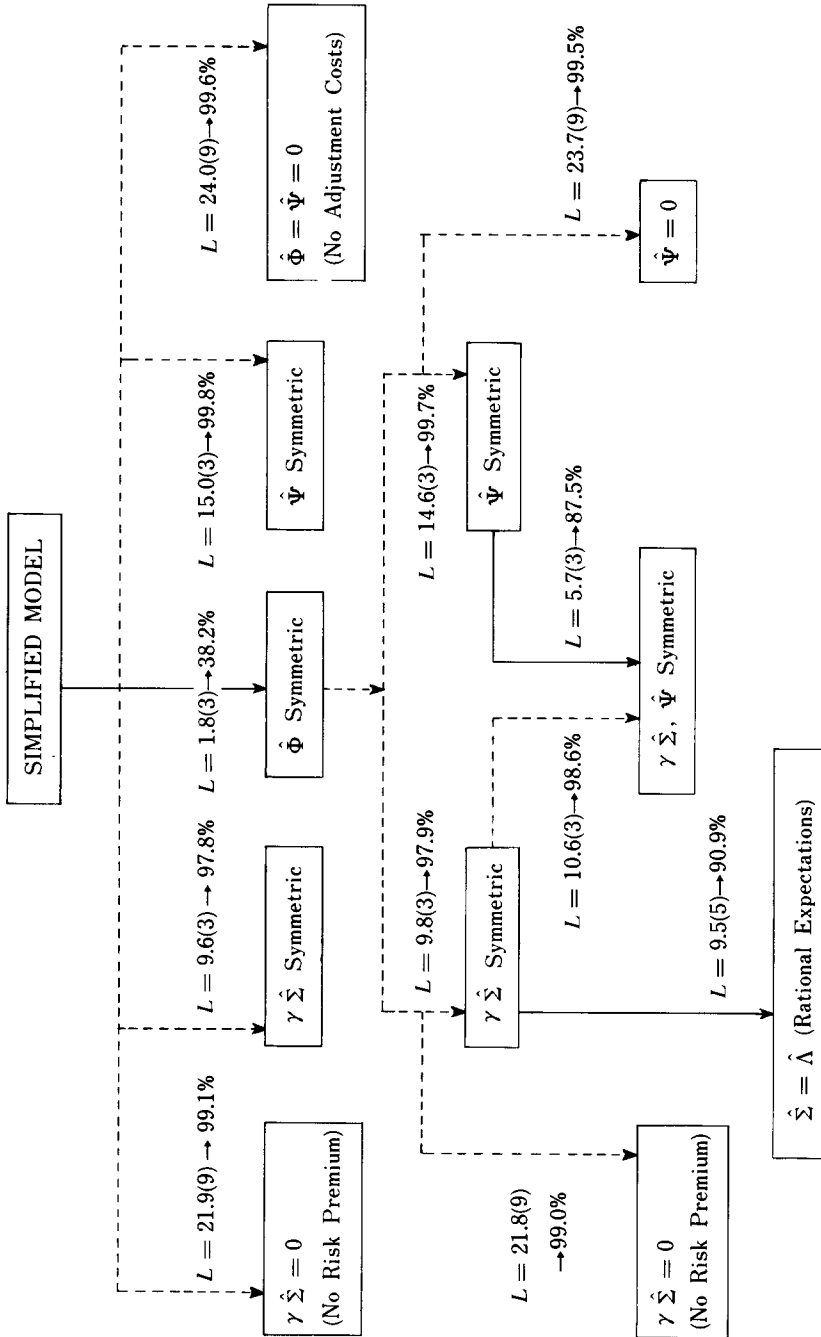 SIMPLIFIED MODEL
L = 21.9(9) → 99.1%
L = 9.6(3) → 97.8%
L = 1.8(3)→38.2%
L = 15.0(3)→99.8%
L = 24.0(9)→99.6%
γ Σ̂ = 0
(No Risk Premium)
γ Σ̂ Symmetric
Φ̂ Symmetric
Ψ̂ Symmetric
Φ̂ = Ψ̂ = 0
(No Adjustment Costs)
L = 21.8(9)
→99.0%
L = 9.8(3)→97.9%
L = 14.6(3)→99.7%
L = 23.7(9)→99.5%
γ Σ̂ Symmetric
Ψ̂ Symmetric
L = 10.6(3)→98.6%
L = 5.7(3)→87.5%
γ Σ̂ = 0
(No Risk Premium)
γ Σ̂, Ψ̂ Symmetric
Ψ̂ = 0
L = 9.5(5)→90.9%
Σ̂ = Λ̂ (Rational Expectations)